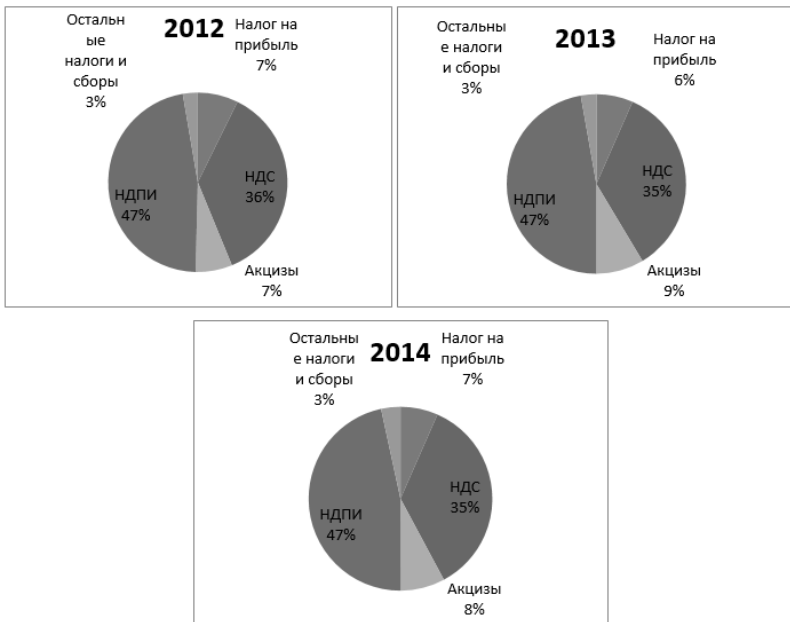 2012
Остальн
ые
налоги и
сборы
3%
Налог на
прибыль
7%
НДПИ
47%
НДС
36%
Акцизы
7%
2013
Остальны
е налоги
и сборы
3%
Налог на
прибыль
6%
НДПИ
47%
НДС
35%
Акцизы
9%
2014
Остальны
е налоги
и сборы
3%
Налог на
прибыль
7%
НДПИ
47%
НДС
35%
Акцизы
8%